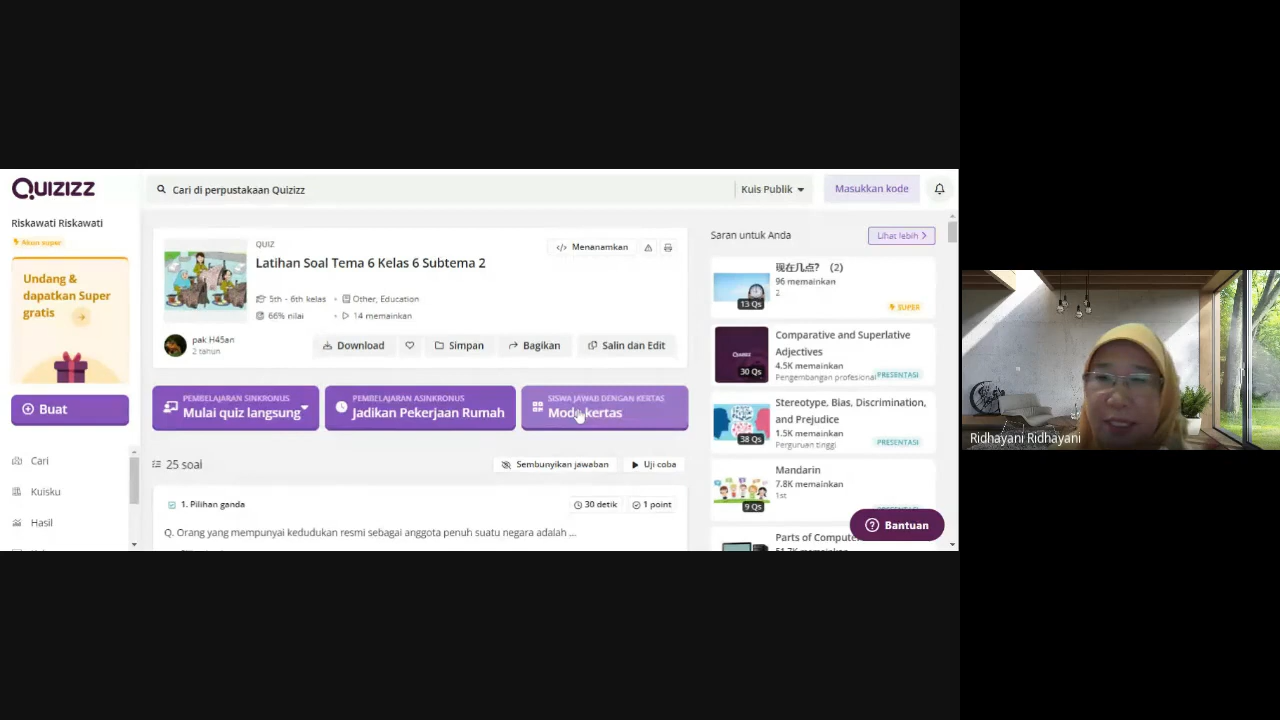 QUIZIZZ
Cari di perpustakaan Quizizz
Kuis Publik
Masukkan kode
Riskawati Riskawati
Akun super
Undang &
dapatkan Super
gratis
Buat
Cari
Kuisku
Hasil
QUIZ
Latihan Soal Tema 6 Kelas 6 Subtema 2
Menanamkan
5th - 6th kelas • Other, Education
66% nilai • 14 memainkan
pak H45an
2 tahun
Download
Simpan
Bagikan
Salin dan Edit
PEMBELAJARAN SINKRONUS
Mulai quiz langsung
PEMBELAJARAN ASINKRONUS
Jadikan Pekerjaan Rumah
SISWA JAWAB DENGAN KERTAS
Mode kertas
25 soal
Sembunyikan jawaban
Uji coba
1. Pilihan ganda
30 detik
1 point
Q. Orang yang mempunyai kedudukan resmi sebagai anggota penuh suatu negara adalah ...
Saran untuk Anda
Lihat lebih
现在几点? （2）
96 memainkan
2
13 Qs
SUPER
Comparative and Superlative
Adjectives
4.5K memainkan
Pengembangan profesional
PRESENTASI
QUIZIZZ
30 Qs
Stereotype, Bias, Discrimination,
and Prejudice
1.5K memainkan
Perguruan tinggi
PRESENTASI
38 Qs
Mandarin
7.8K memainkan
1st
9 Qs
Parts of Compute
Bantuan
Ridhayani Ridhayani